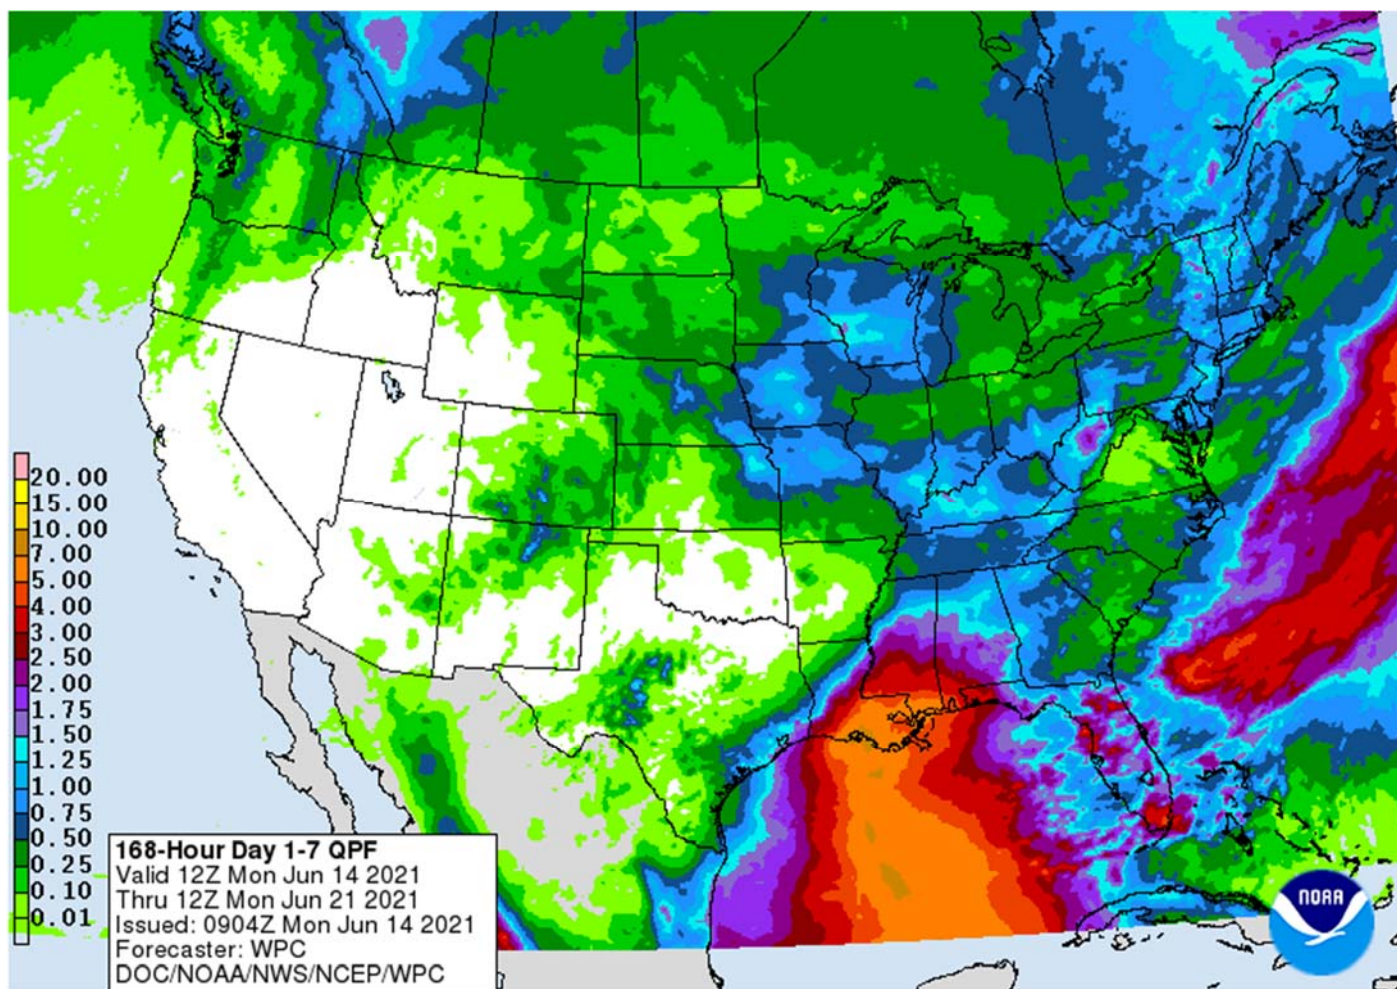 20.00
15.00
10.00
7.00
5.00
4.00
3.00
2.50
2.00
1.75
1.50
1.25
1.00
0.75
0.50
0.25
0.10
0.01
168-Hour Day 1-7 QPF
Valid 12Z Mon Jun 14 2021
Thru 12Z Mon Jun 21 2021
Issued: 0904Z Mon Jun 14 2021
Forecaster: WPC
DOC/NOAA/NWS/NCEP/WPC
NOAA